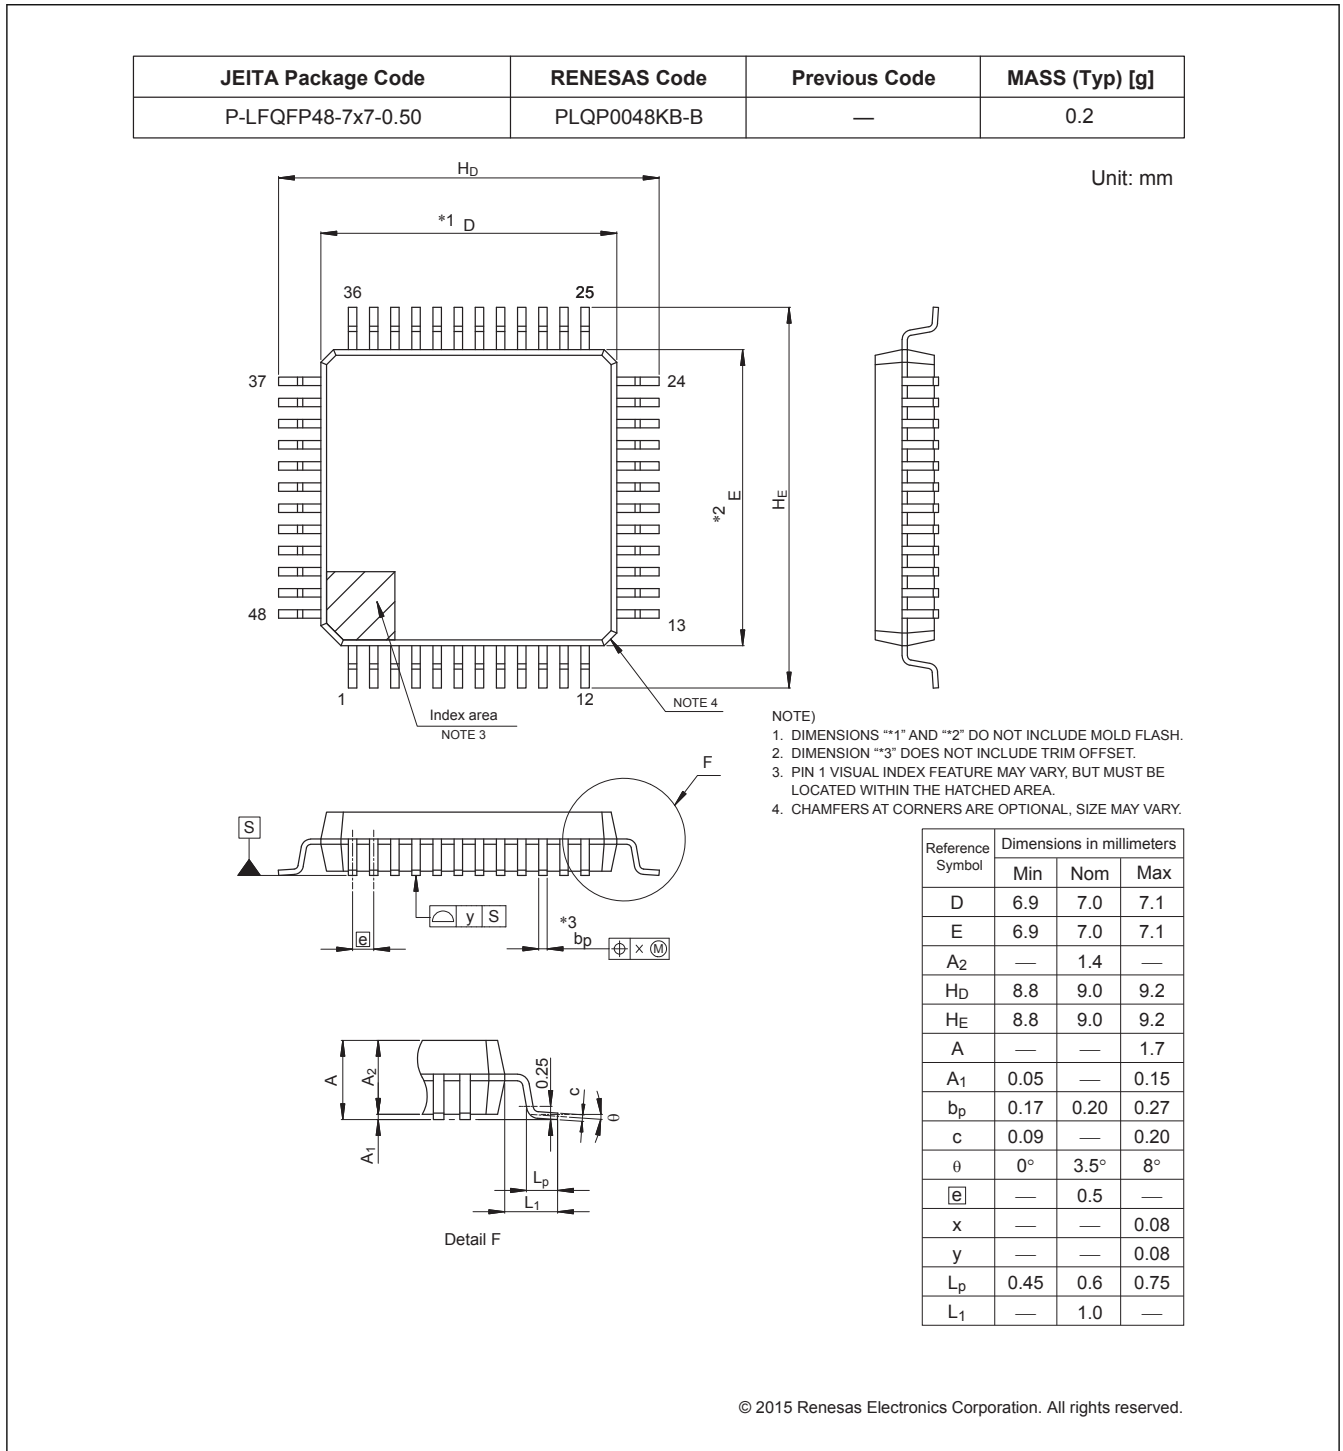 JEITA Package Code RENESAS Code Previous Code MASS (Typ) [g]
P-LFQFP48-7x7-0.50 PLQP0048KB-B — 0.2
Unit: mm
HD
*1 D
36 25
37 24
*2 E
HE
48 13
1 12
Index area
NOTE 3
NOTE 4
NOTE)
1. DIMENSIONS “*1” AND “*2” DO NOT INCLUDE MOLD FLASH.
2. DIMENSION “*3” DOES NOT INCLUDE TRIM OFFSET.
3. PIN 1 VISUAL INDEX FEATURE MAY VARY, BUT MUST BE
LOCATED WITHIN THE HATCHED AREA.
4. CHAMFERS AT CORNERS ARE OPTIONAL, SIZE MAY VARY.
F
S
y S
e
*3
bp
× Ⓜ
A
A2
A1
0.25
c
θ
Lp
L1
Detail F
Reference Symbol Dimensions in millimeters
Min Nom Max
D 6.9 7.0 7.1
E 6.9 7.0 7.1
A2 — 1.4 —
HD 8.8 9.0 9.2
HE 8.8 9.0 9.2
A — — 1.7
A1 0.05 — 0.15
bp 0.17 0.20 0.27
c 0.09 — 0.20
θ 0° 3.5° 8°
e — 0.5 —
x — — 0.08
y — — 0.08
Lp 0.45 0.6 0.75
L1 — 1.0 —
© 2015 Renesas Electronics Corporation. All rights reserved.